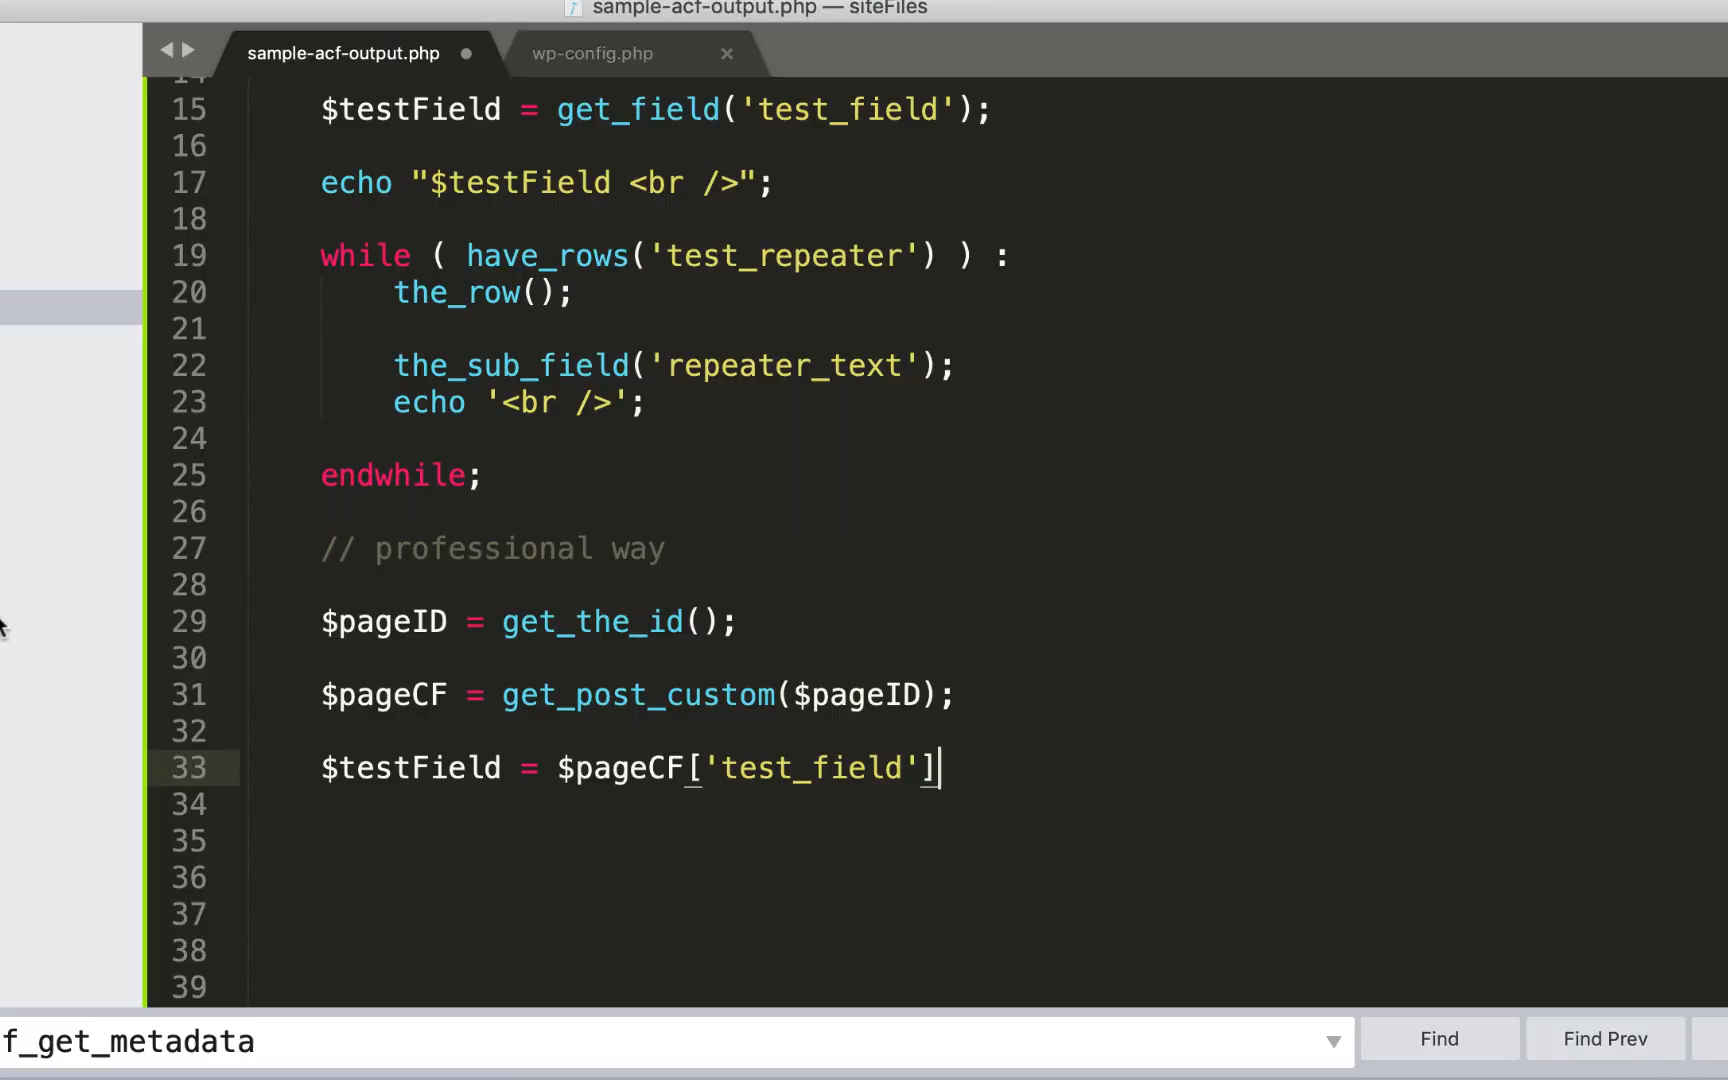 sample-acf-output.php — siteFiles
sample-acf-output.php
wp-config.php
14
15 $testField = get_field('test_field');
16
17 echo "$testField <br />";
18
19 while ( have_rows('test_repeater') ) :
20 the_row();
21
22 the_sub_field('repeater_text');
23 echo '<br />';
24
25 endwhile;
26
27 // professional way
28
29 $pageID = get_the_id();
30
31 $pageCF = get_post_custom($pageID);
32
33 $testField = $pageCF['test_field']
34
35
36
37
38
39
f_get_metadata
Find
Find Prev